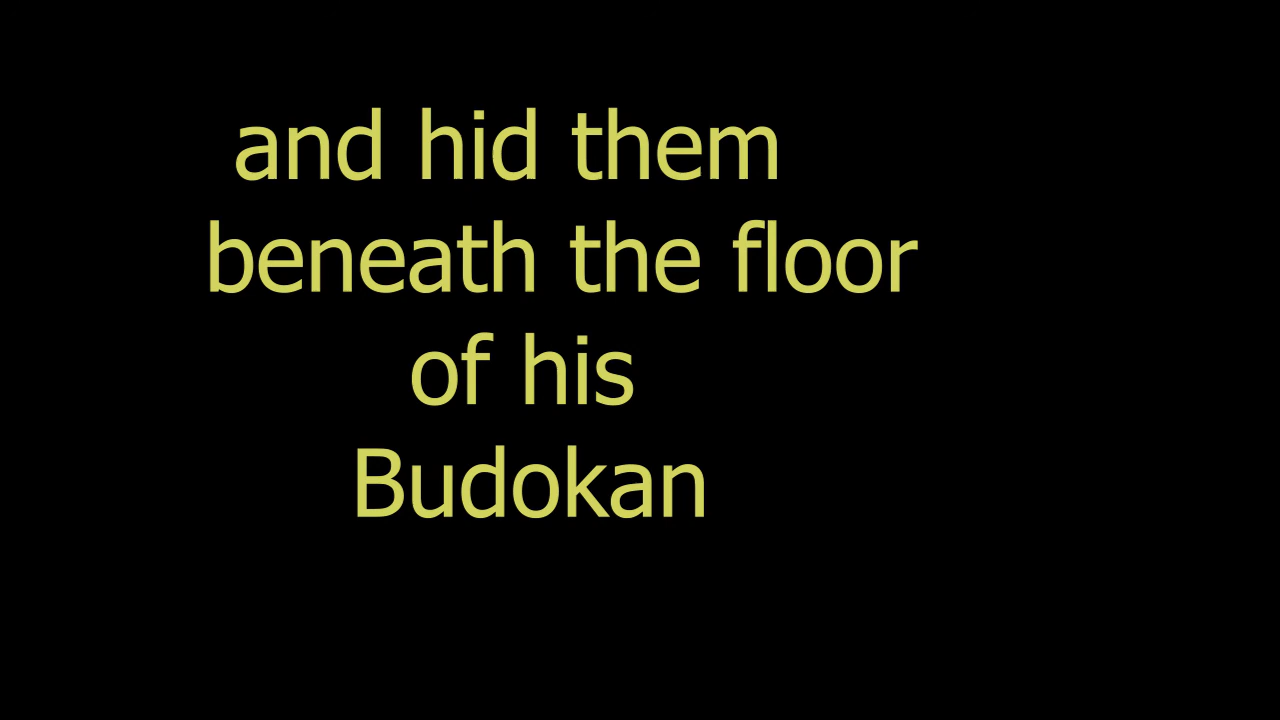 and hid them
beneath the floor
of his
Budokan